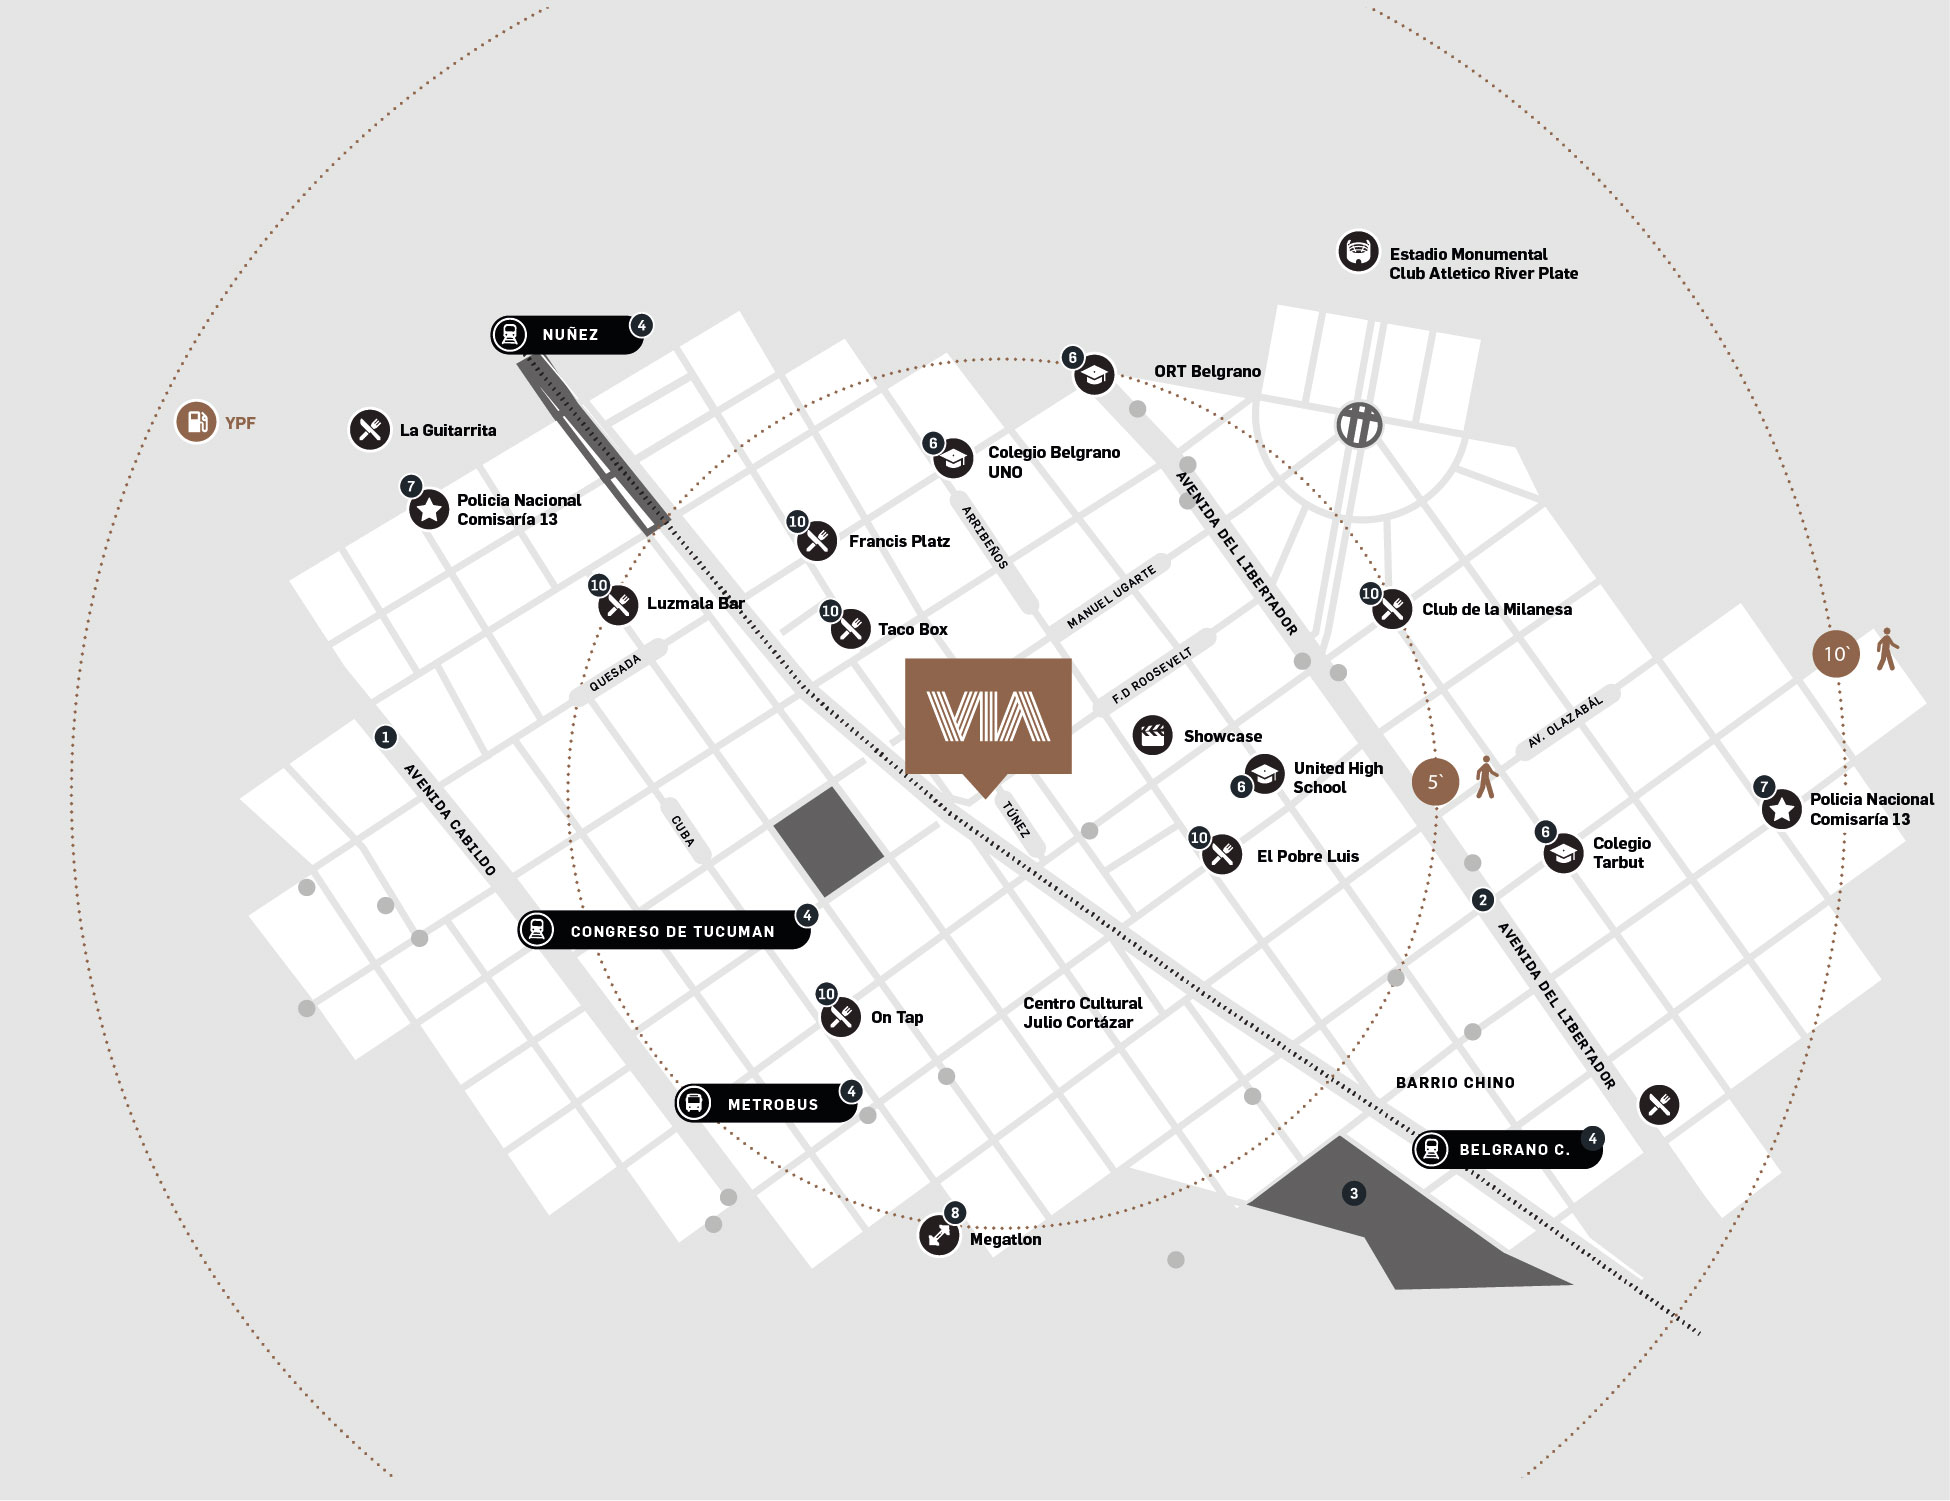 Estadio Monumental
Club Atletico River Plate
NUÑEZ
4
6
ORT Belgrano
YPF
La Guitarrita
6
Colegio Belgrano
UNO
7
Policia Nacional
Comisaría 13
AVENIDA DEL LIBERTADOR
ARRIBEÑOS
10
Francis Platz
10
Luzmala Bar
MANUEL UGARTE
10
Club de la Milanesa
10
Taco Box
QUESADA
F.D ROOSEVELT
10`
VIA
1
Showcase
AV. OLAZABÁL
United High
School
6
5`
7
Policia Nacional
Comisaría 13
AVENIDA CABILDO
CUBA
TÚNEZ
10
El Pobre Luis
6
Colegio
Tarbut
2
CONGRESO DE TUCUMAN
4
AVENIDA DEL LIBERTADOR
10
On Tap
Centro Cultural
Julio Cortázar
METROBUS
4
BARRIO CHINO
BELGRANO C.
4
3
8
Megatlon